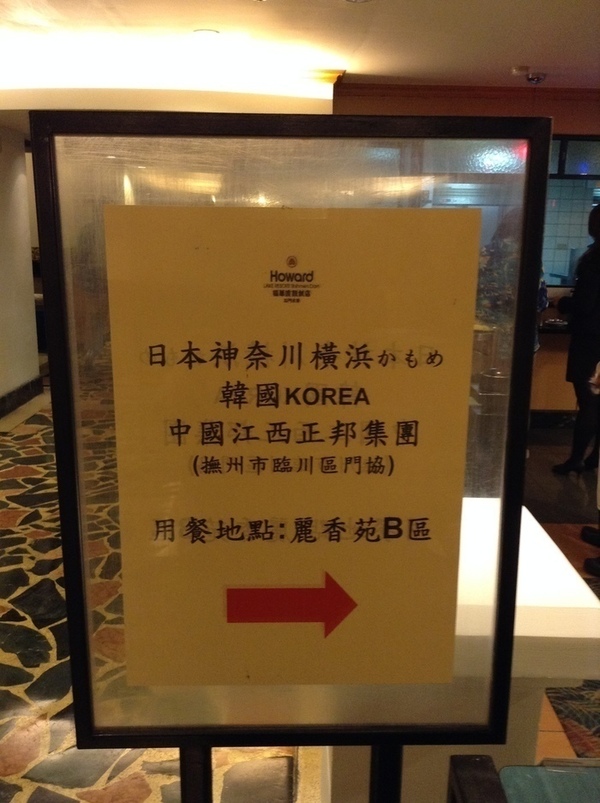 Howard
日本神奈川橫浜かもめ
韓國KOREA
中國江西正邦集團
(撫州市臨川區門協)
用餐地點:麗香苑B區